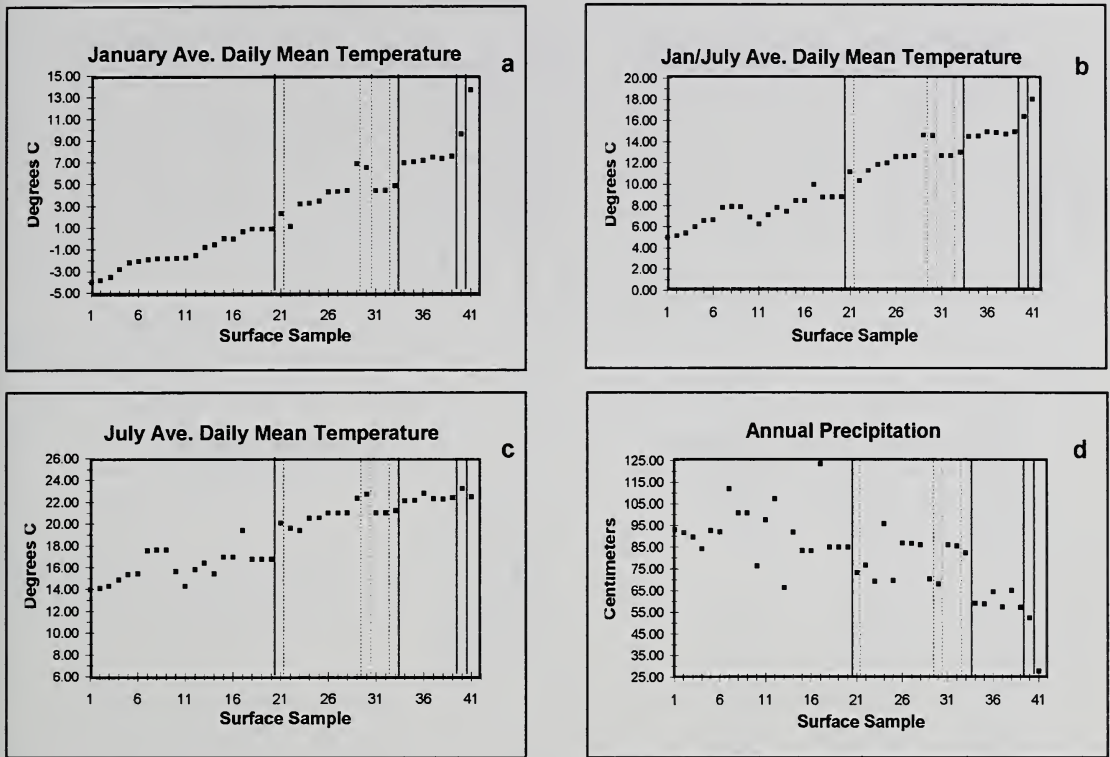 January Ave. Daily Mean Temperature
a
Degrees C
15.00
13.00
11.00
9.00
7.00
5.00
3.00
1.00
-1.00
-3.00
-5.00
1 11 16 21 26 31 36 41
Surface Sample
Jan/July Ave. Daily Mean Temperature
b
Degrees C
20.00
18.00
16.00
14.00
12.00
10.00
8.00
6.00
4.00
2.00
0.00
1 6 11 16 21 26 31 36 41
Surface Sample
July Ave. Daily Mean Temperature
c
Degrees C
26.00
24.00
22.00
20.00
18.00
16.00
14.00
12.00
10.00
8.00
6.00
1 6 11 16 21 26 31 36 41
Surface Sample
Annual Precipitation
d
Centimeters
125.00
115.00
105.00
95.00
85.00
75.00
65.00
55.00
45.00
35.00
25.00
1 6 11 16 21 26 31 36 41
Surface Sample